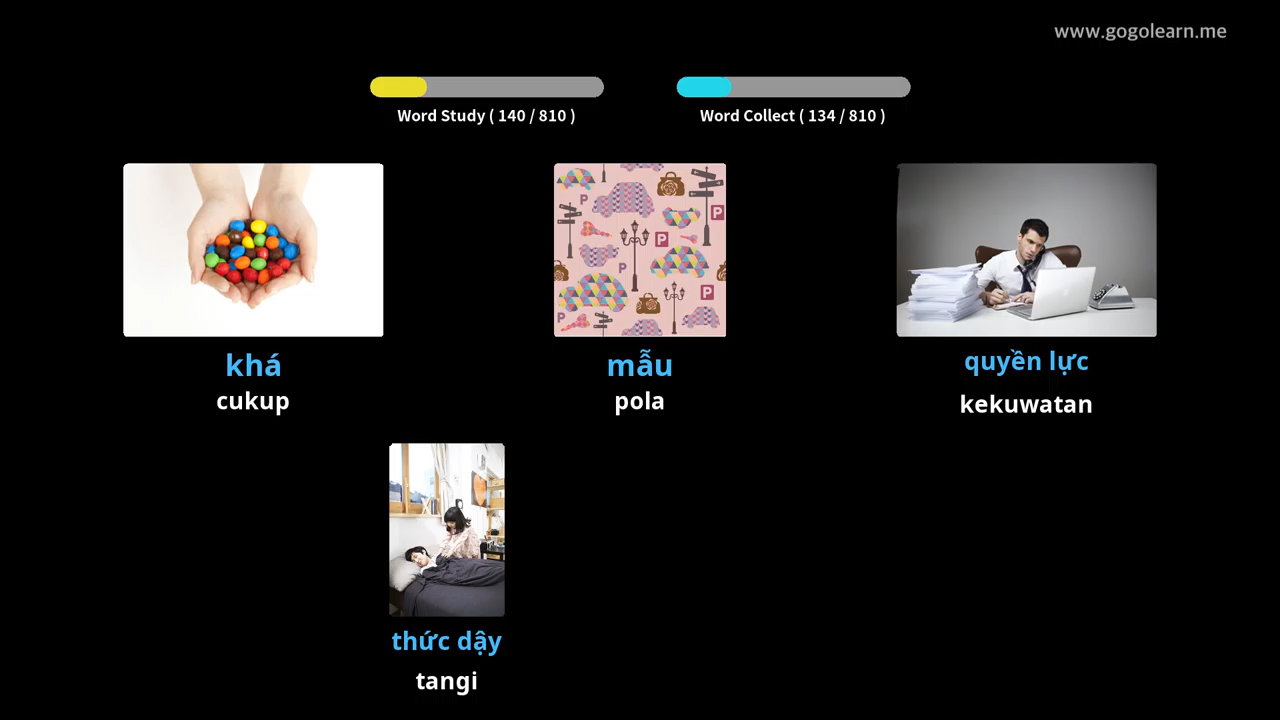 www.gogolearn.me
Word Study ( 140 / 810 )
Word Collect ( 134 / 810 )
P
P
P
P
P
P
khá
cukup
mẫu
pola
quyền lực
kekuwatan
thức dậy
tangi